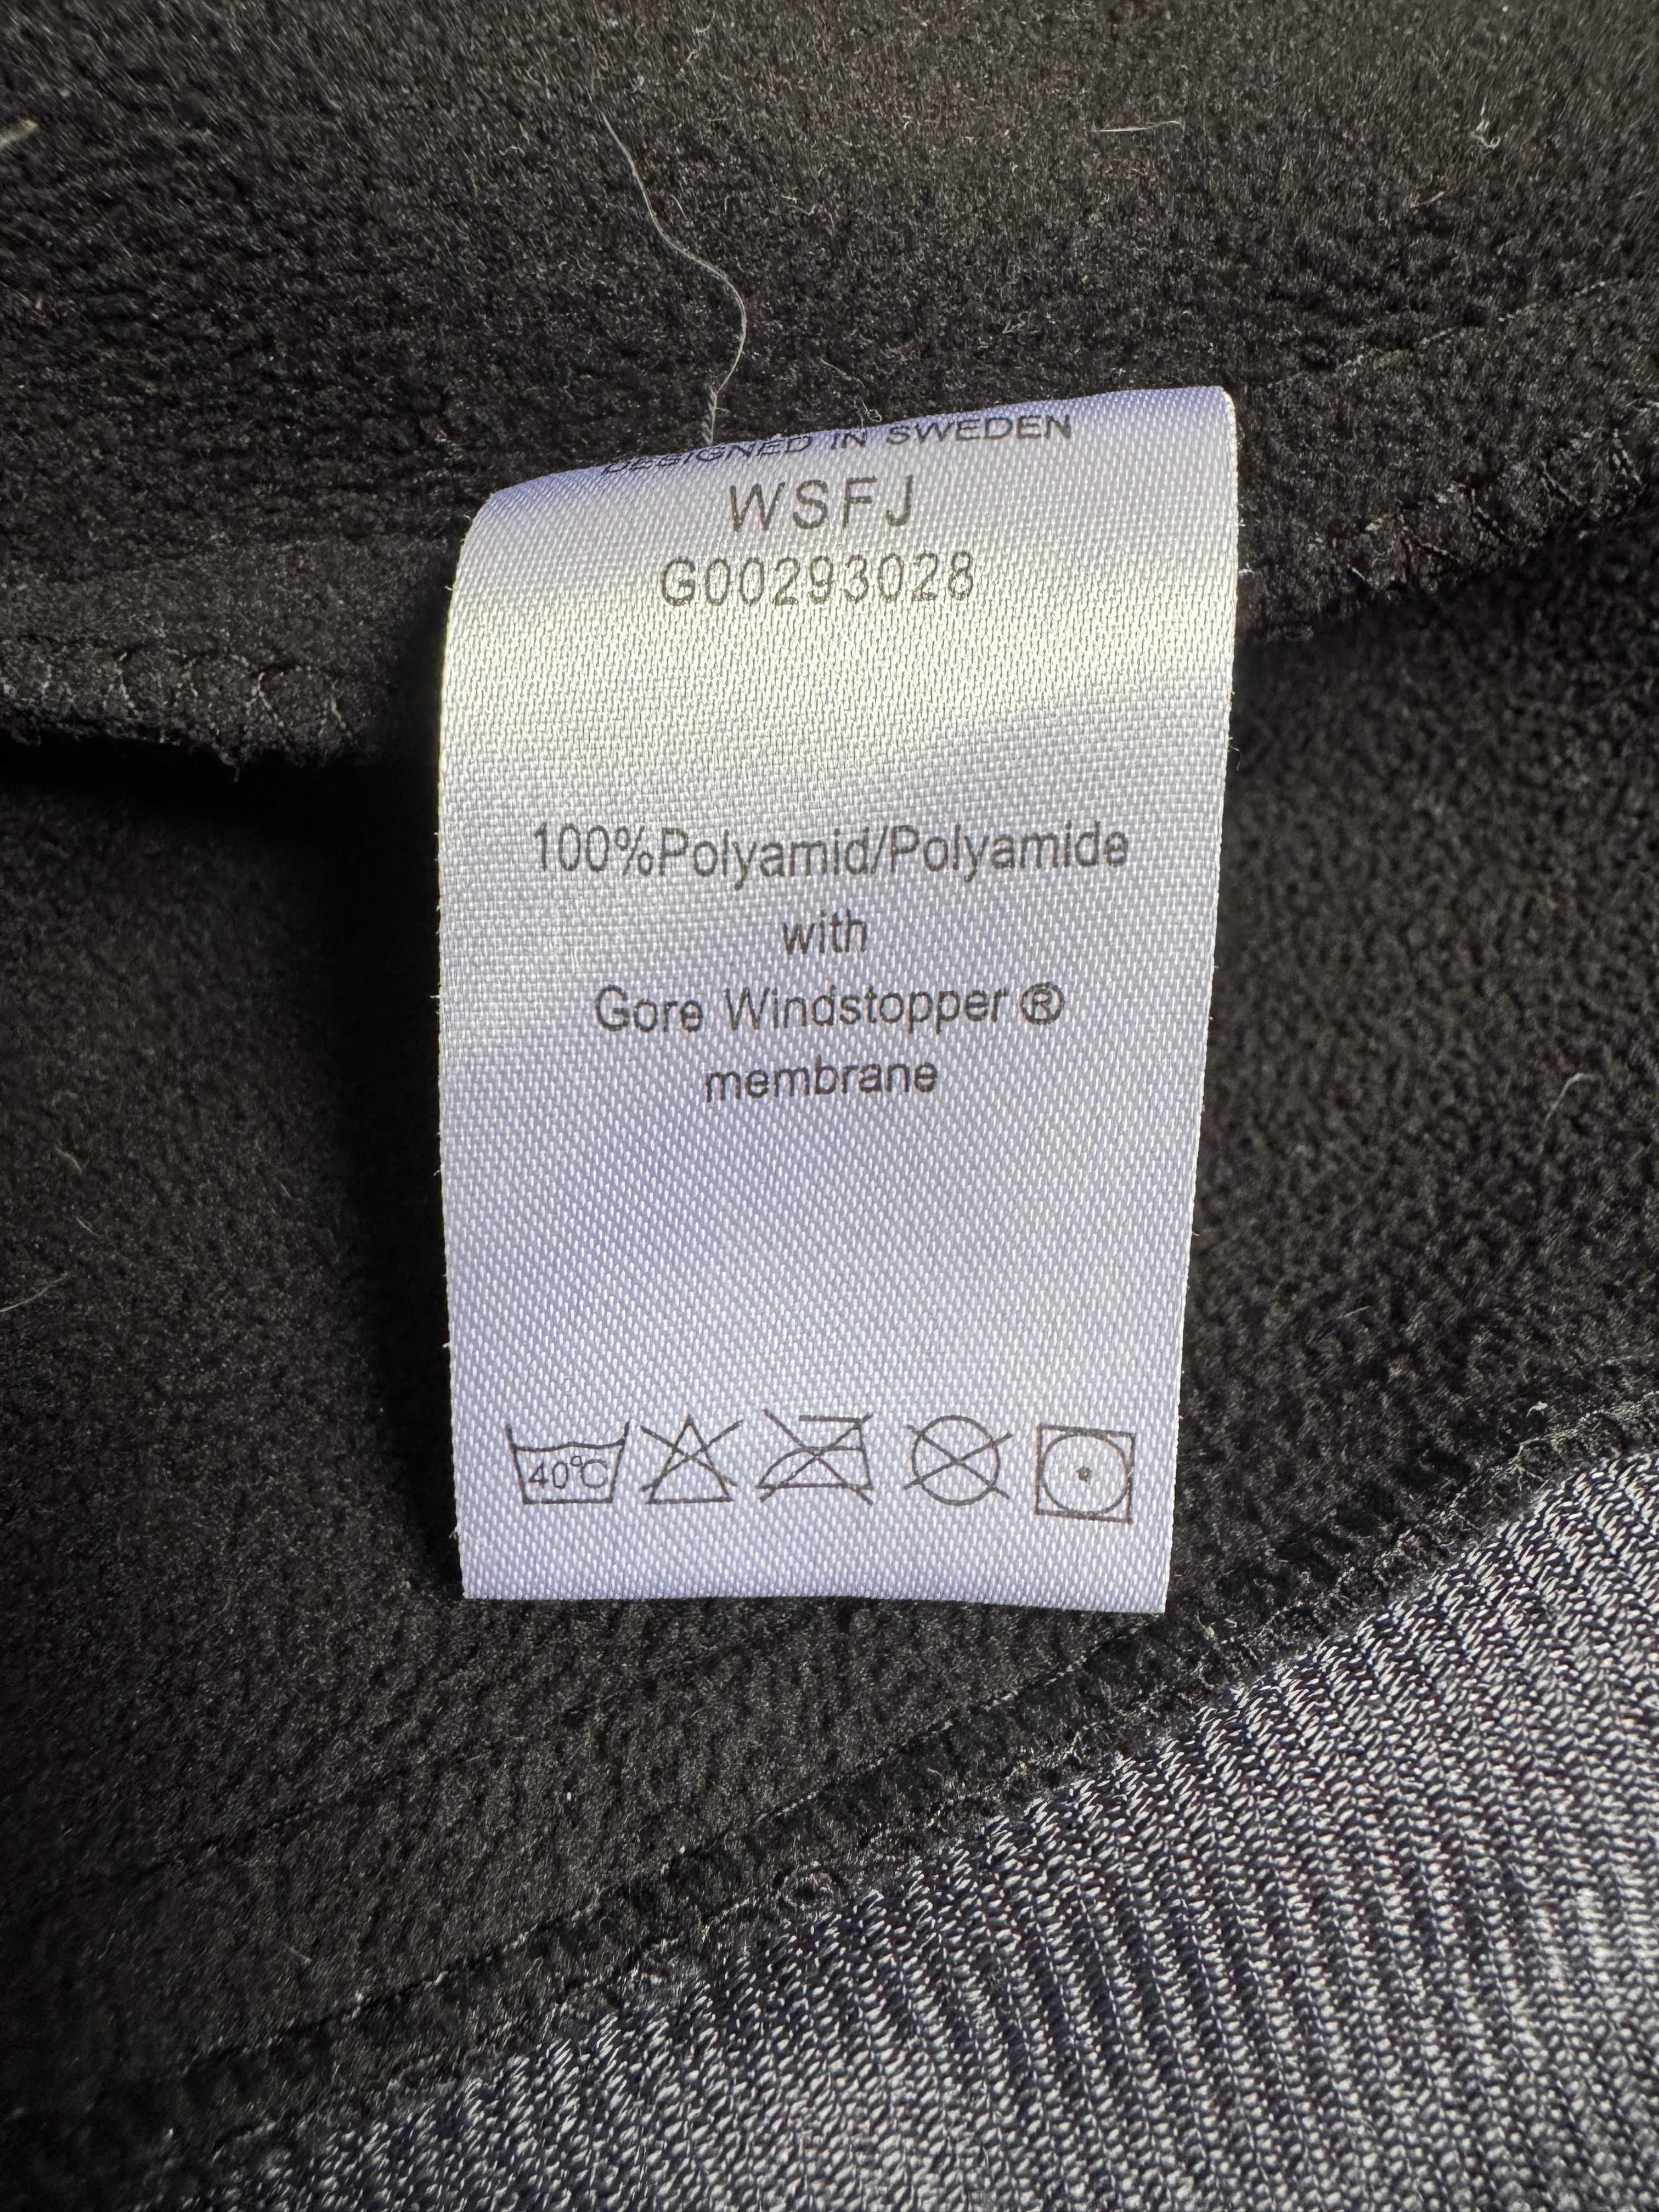 DESIGNED IN SWEDEN
WSFJ
G00293028
100%Polyamid/Polyamide
with
Gore Windstopper ®
membrane
40°C